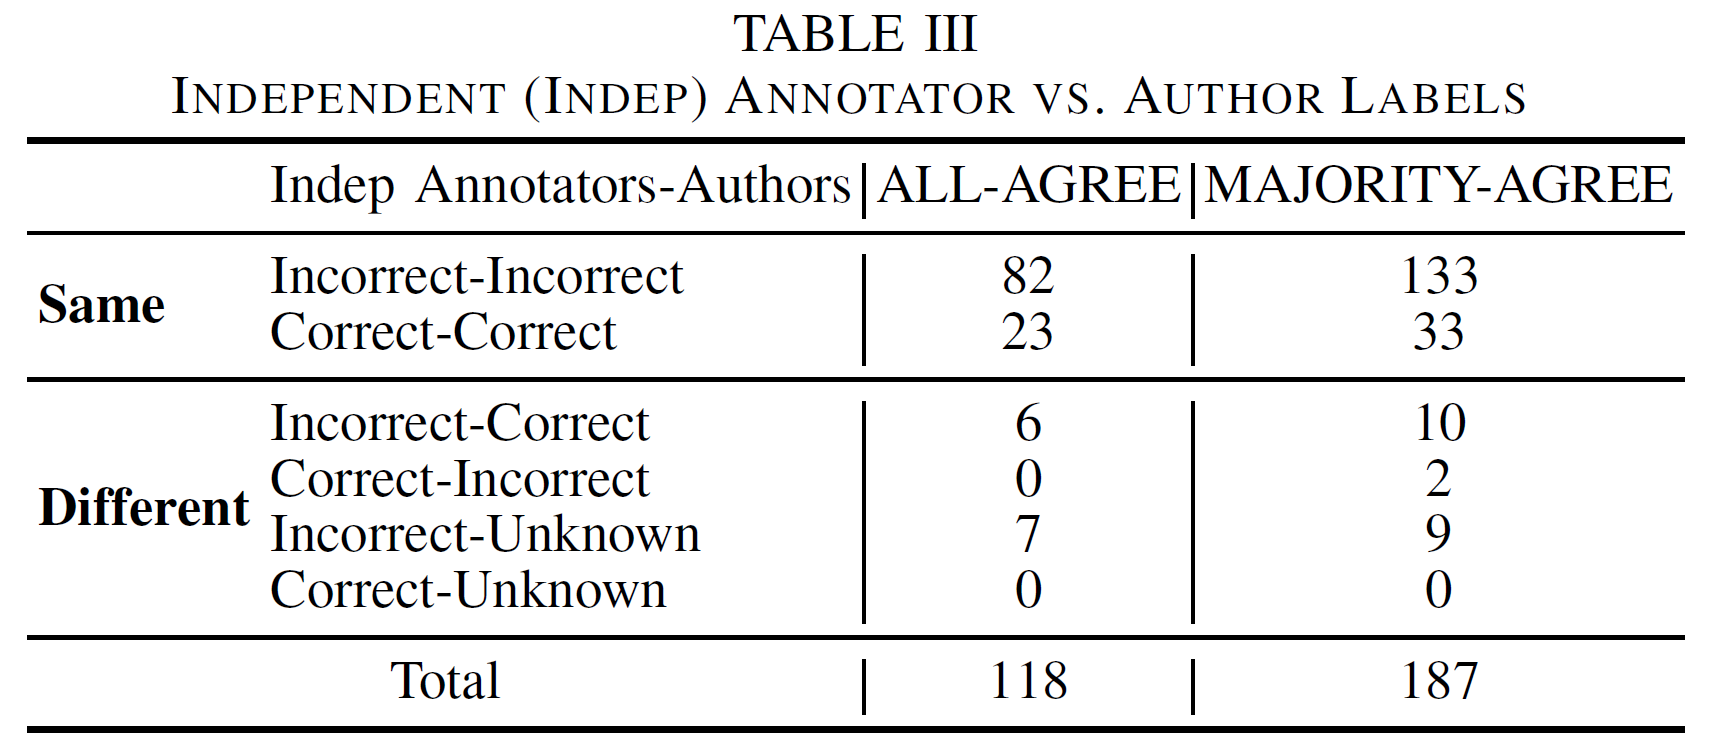 TABLE III
INDEPENDENT (INDEP) ANNOTATOR VS. AUTHOR LABELS
Indep Annotators-Authors ALL-AGREE MAJORITY-AGREE
Same
Incorrect-Incorrect 82 133
Correct-Correct 23 33
Different
Incorrect-Correct 6 10
Correct-Incorrect 0 2
Incorrect-Unknown 7 9
Correct-Unknown 0 0
Total 118 187